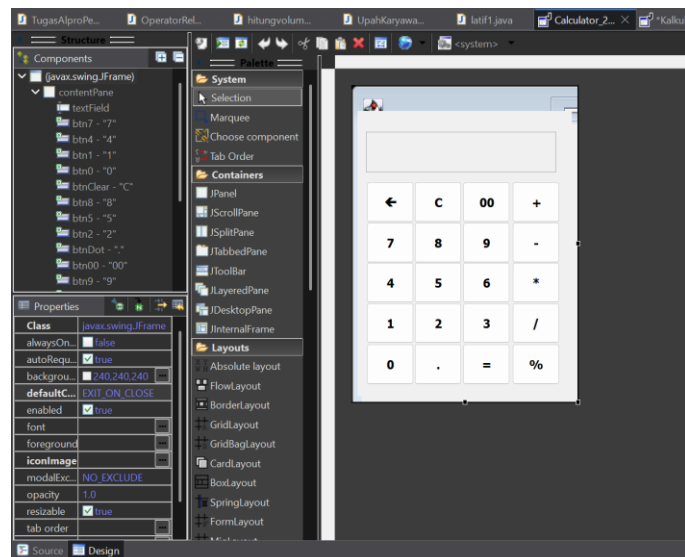 TugasAlproPe...
OperatorRel...
hitungvolum...
UpahKaryawa...
latif1.java
Calculator_2...
*Kalku
Structure
Components
(javax.swing.JFrame)
contentPane
textField
btn7 - "7"
btn4 - "4"
btn1 - "1"
btn0 - "0"
btnClear - "C"
btn8 - "8"
btn5 - "5"
btn2 - "2"
btnDot - "."
btn00 - "00"
btn9 - "9"
Properties
Class javax.swing.JFrame
alwaysOn... false
autoRequ... true
backgrou... 240,240,240 ...
defaultC... EXIT_ON_CLOSE
enabled true
font ...
foreground ...
iconImage ...
modalExc... NO_EXCLUDE
opacity 1.0
resizable true
tab order ...
Source Design
<system>
Palette
System
Selection
Marquee
Choose component
Tab Order
Containers
JPanel
JScrollPane
JSplitPane
JTabbedPane
JToolBar
JLayeredPane
JDesktopPane
JInternalFrame
Layouts
Absolute layout
FlowLayout
BorderLayout
GridLayout
GridBagLayout
CardLayout
BoxLayout
SpringLayout
FormLayout
← C 00 +
7 8 9 -
4 5 6 *
1 2 3 /
0 . = %